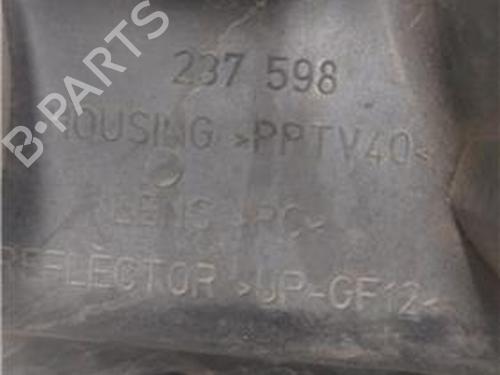 237 598
HOUSING >PPTV40<
LENS >PC<
REFLECTOR >UP-GF12<
B-PARTS